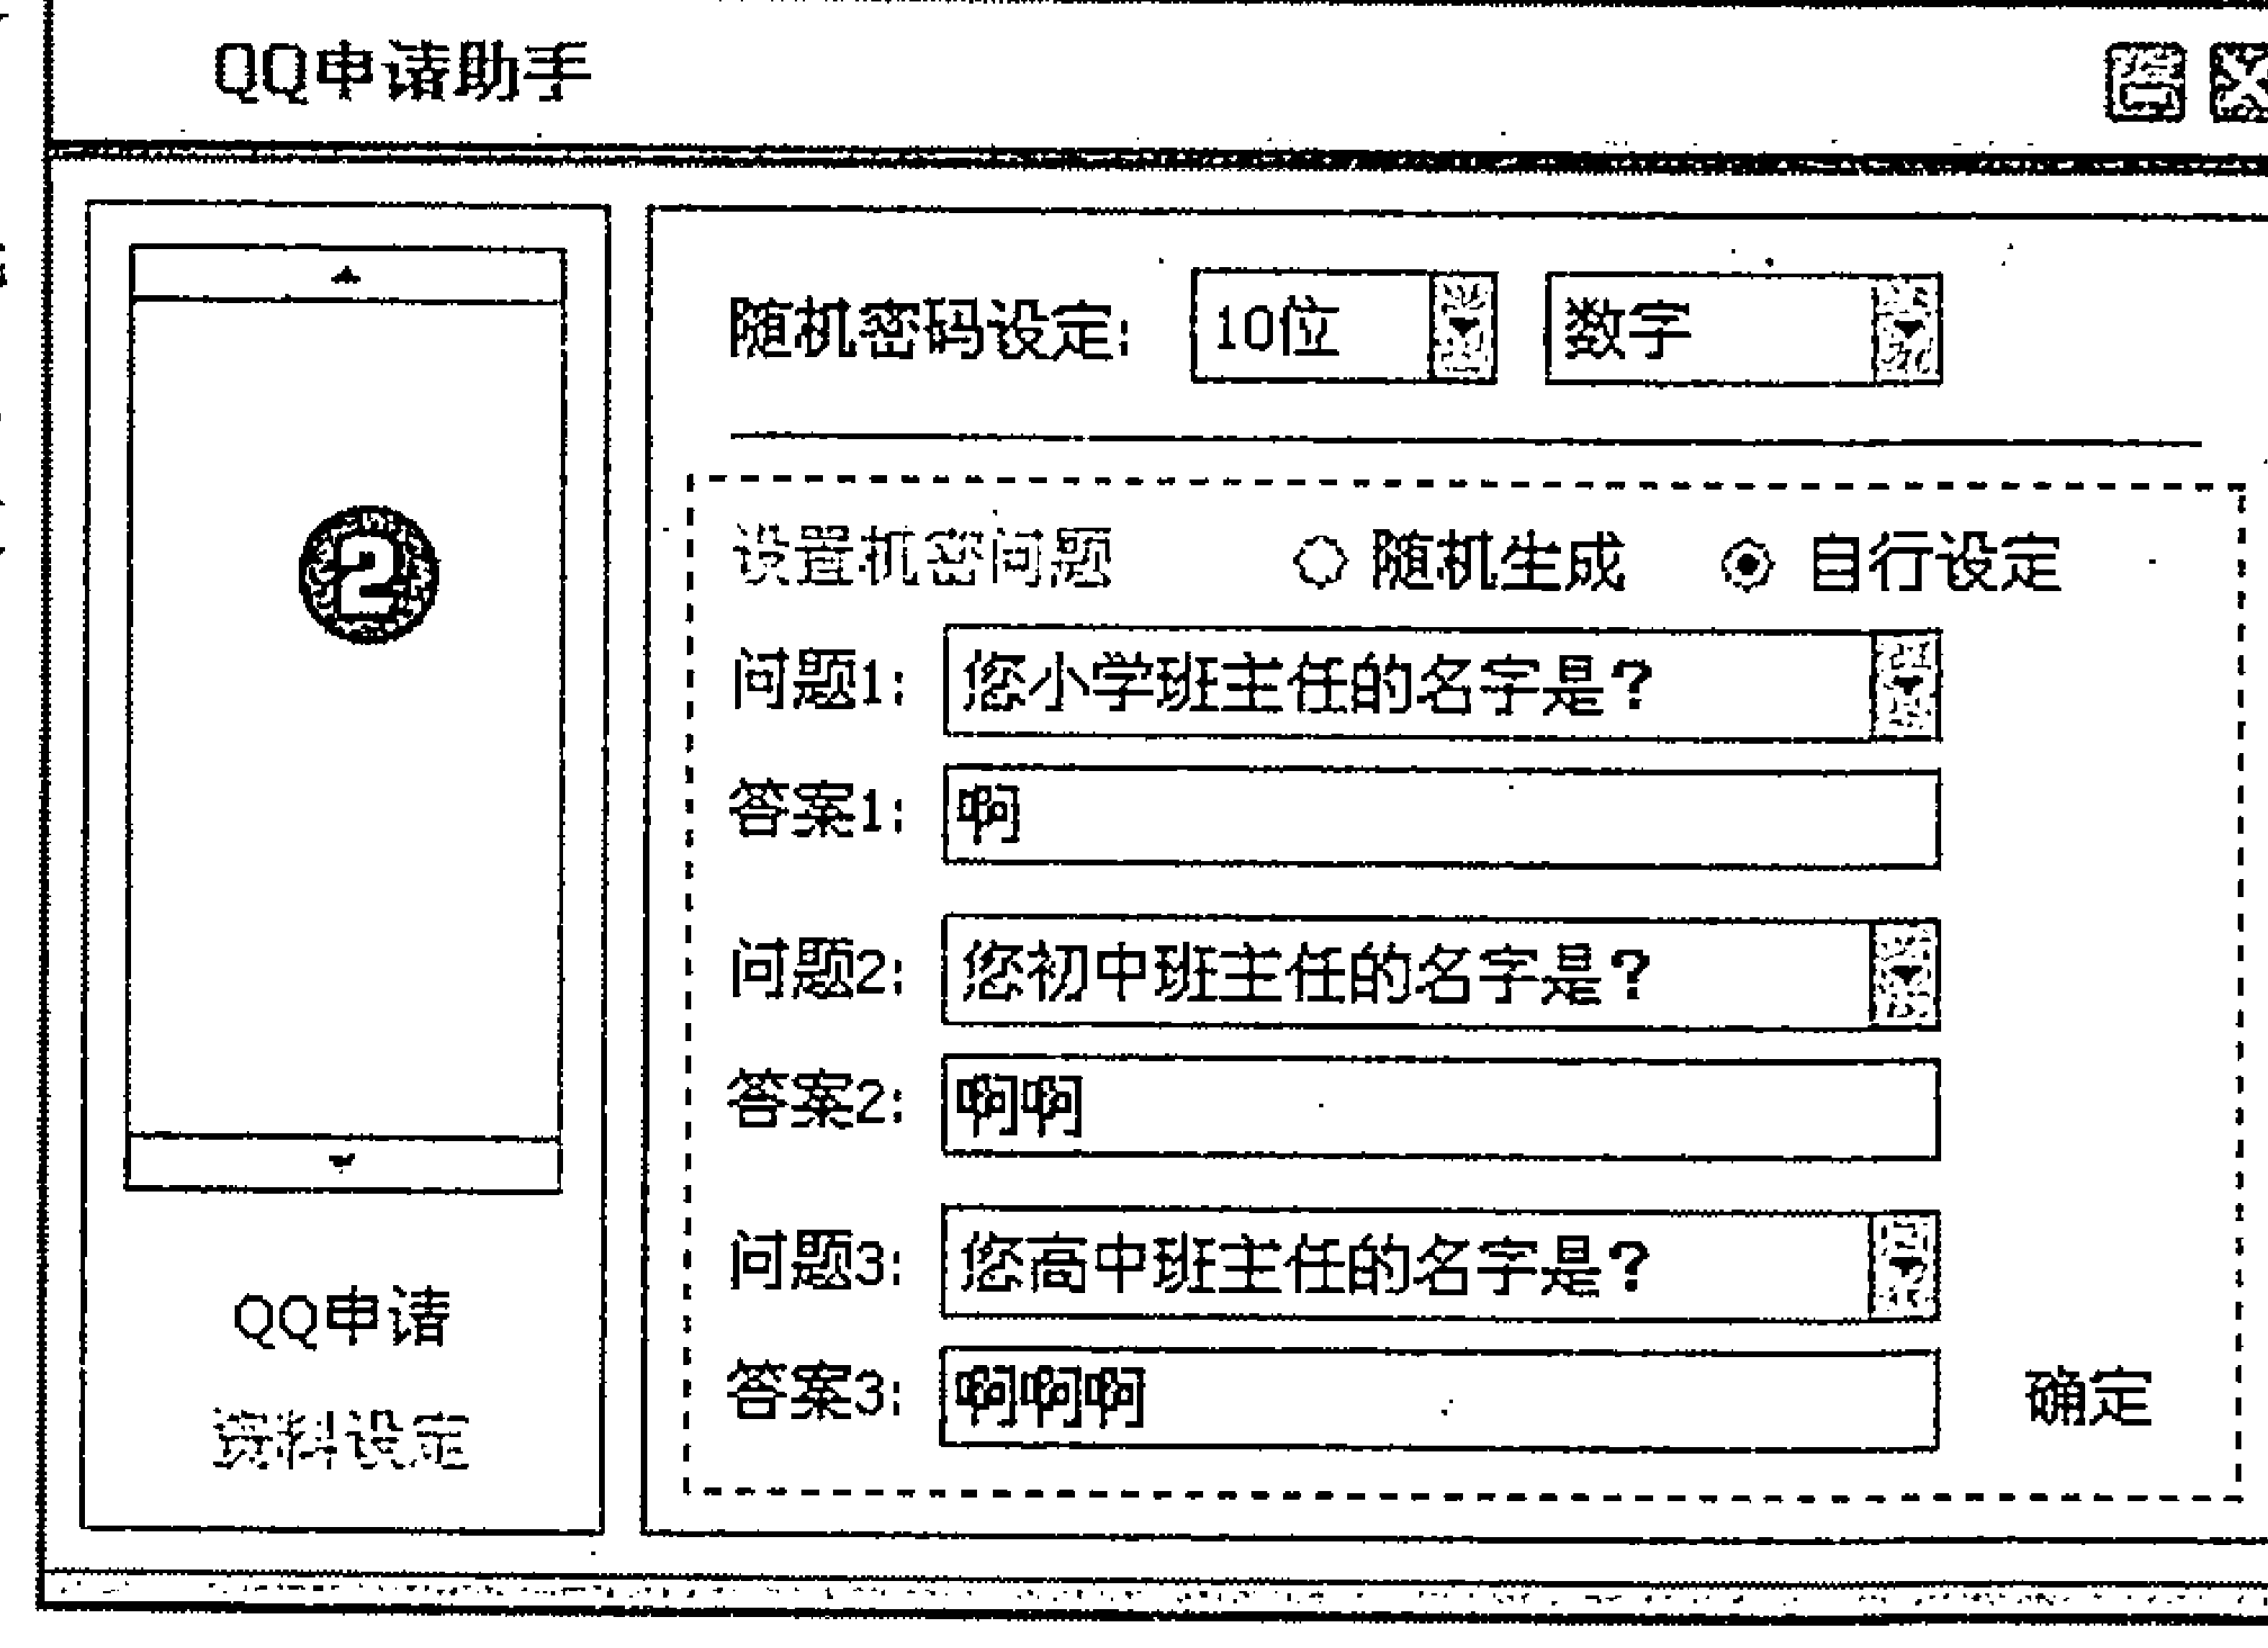 QQ申请助手
随机密码设定: 10位 数字
2
设置机密问题 随机生成 自行设定
问题1: 您小学班主任的名字是?
答案1: 啊
问题2: 您初中班主任的名字是?
答案2: 啊啊
问题3: 您高中班主任的名字是?
答案3: 啊啊啊 确定
QQ申请
资料设定